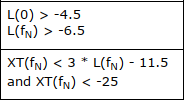 L(0) > -4.5
L(fN) > -6.5
XT(fN) < 3 * L(fN) - 11.5
and XT(fN) < -25